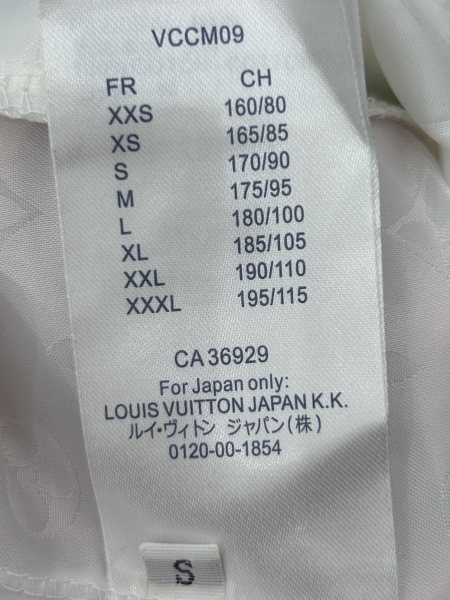 VCCM09
FR CH
XXS 160/80
XS 165/85
S 170/90
M 175/95
L 180/100
XL 185/105
XXL 190/110
XXXL 195/115
CA 36929
For Japan only:
LOUIS VUITTON JAPAN K.K.
ルイ・ヴィトン ジャパン(株)
0120-00-1854
S